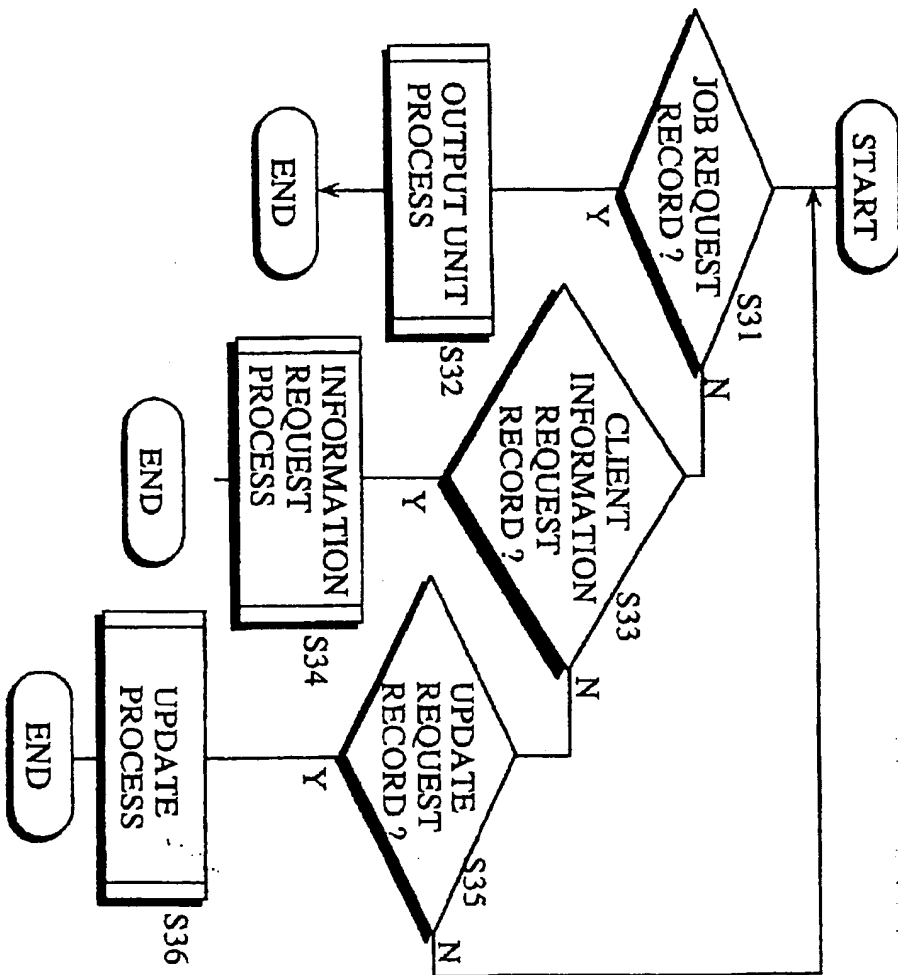 START
JOB REQUEST
RECORD ?
S31
Y
N
OUTPUT UNIT
PROCESS
S32
END
CLIENT
INFORMATION
REQUEST
RECORD ?
S33
Y
N
INFORMATION
REQUEST
PROCESS
S34
END
UPDATE
REQUEST
RECORD ?
S35
Y
N
UPDATE
PROCESS
S36
END